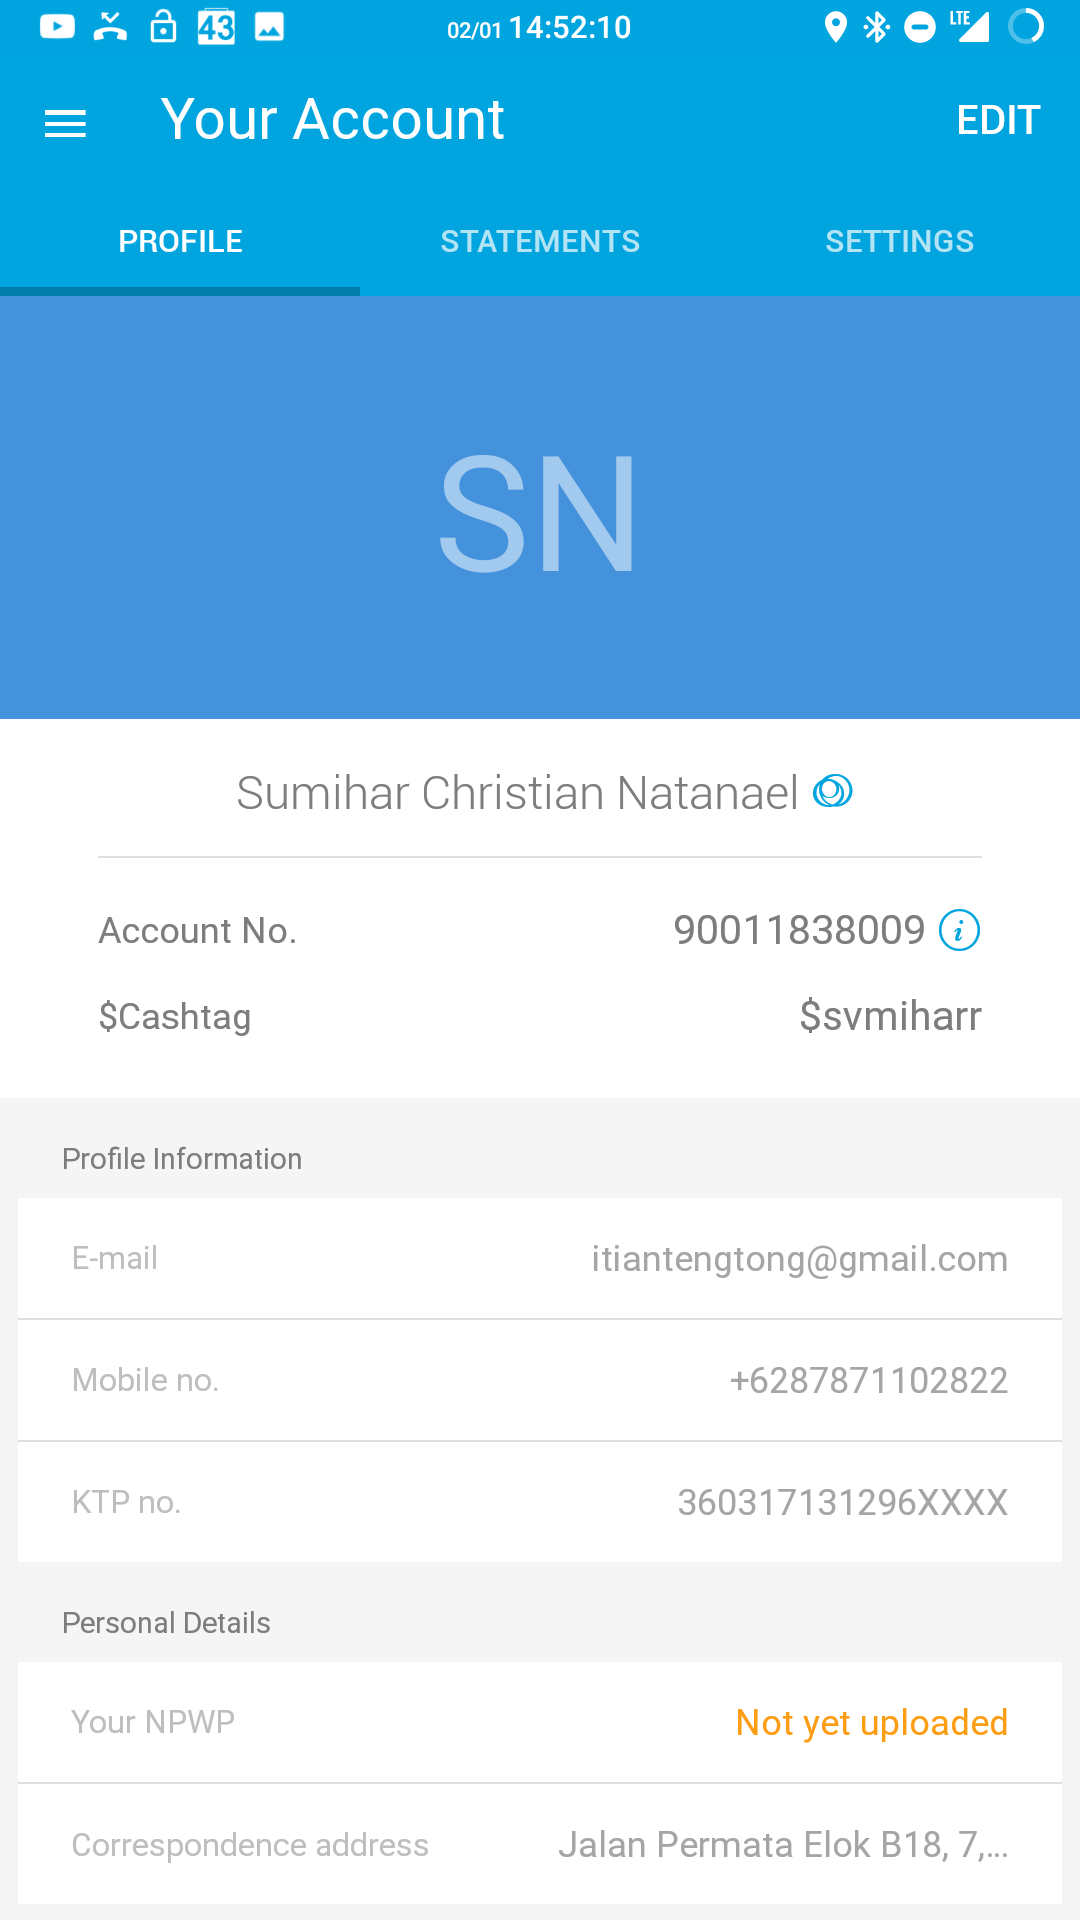 43 02/01 14:52:10 LTE
Your Account EDIT
PROFILE STATEMENTS SETTINGS
SN
Sumihar Christian Natanael
Account No. 90011838009 i
$Cashtag $svmiharr
Profile Information
E-mail itiantengtong@gmail.com
Mobile no. +6287871102822
KTP no. 360317131296XXXX
Personal Details
Your NPWP Not yet uploaded
Correspondence address Jalan Permata Elok B18, 7,...